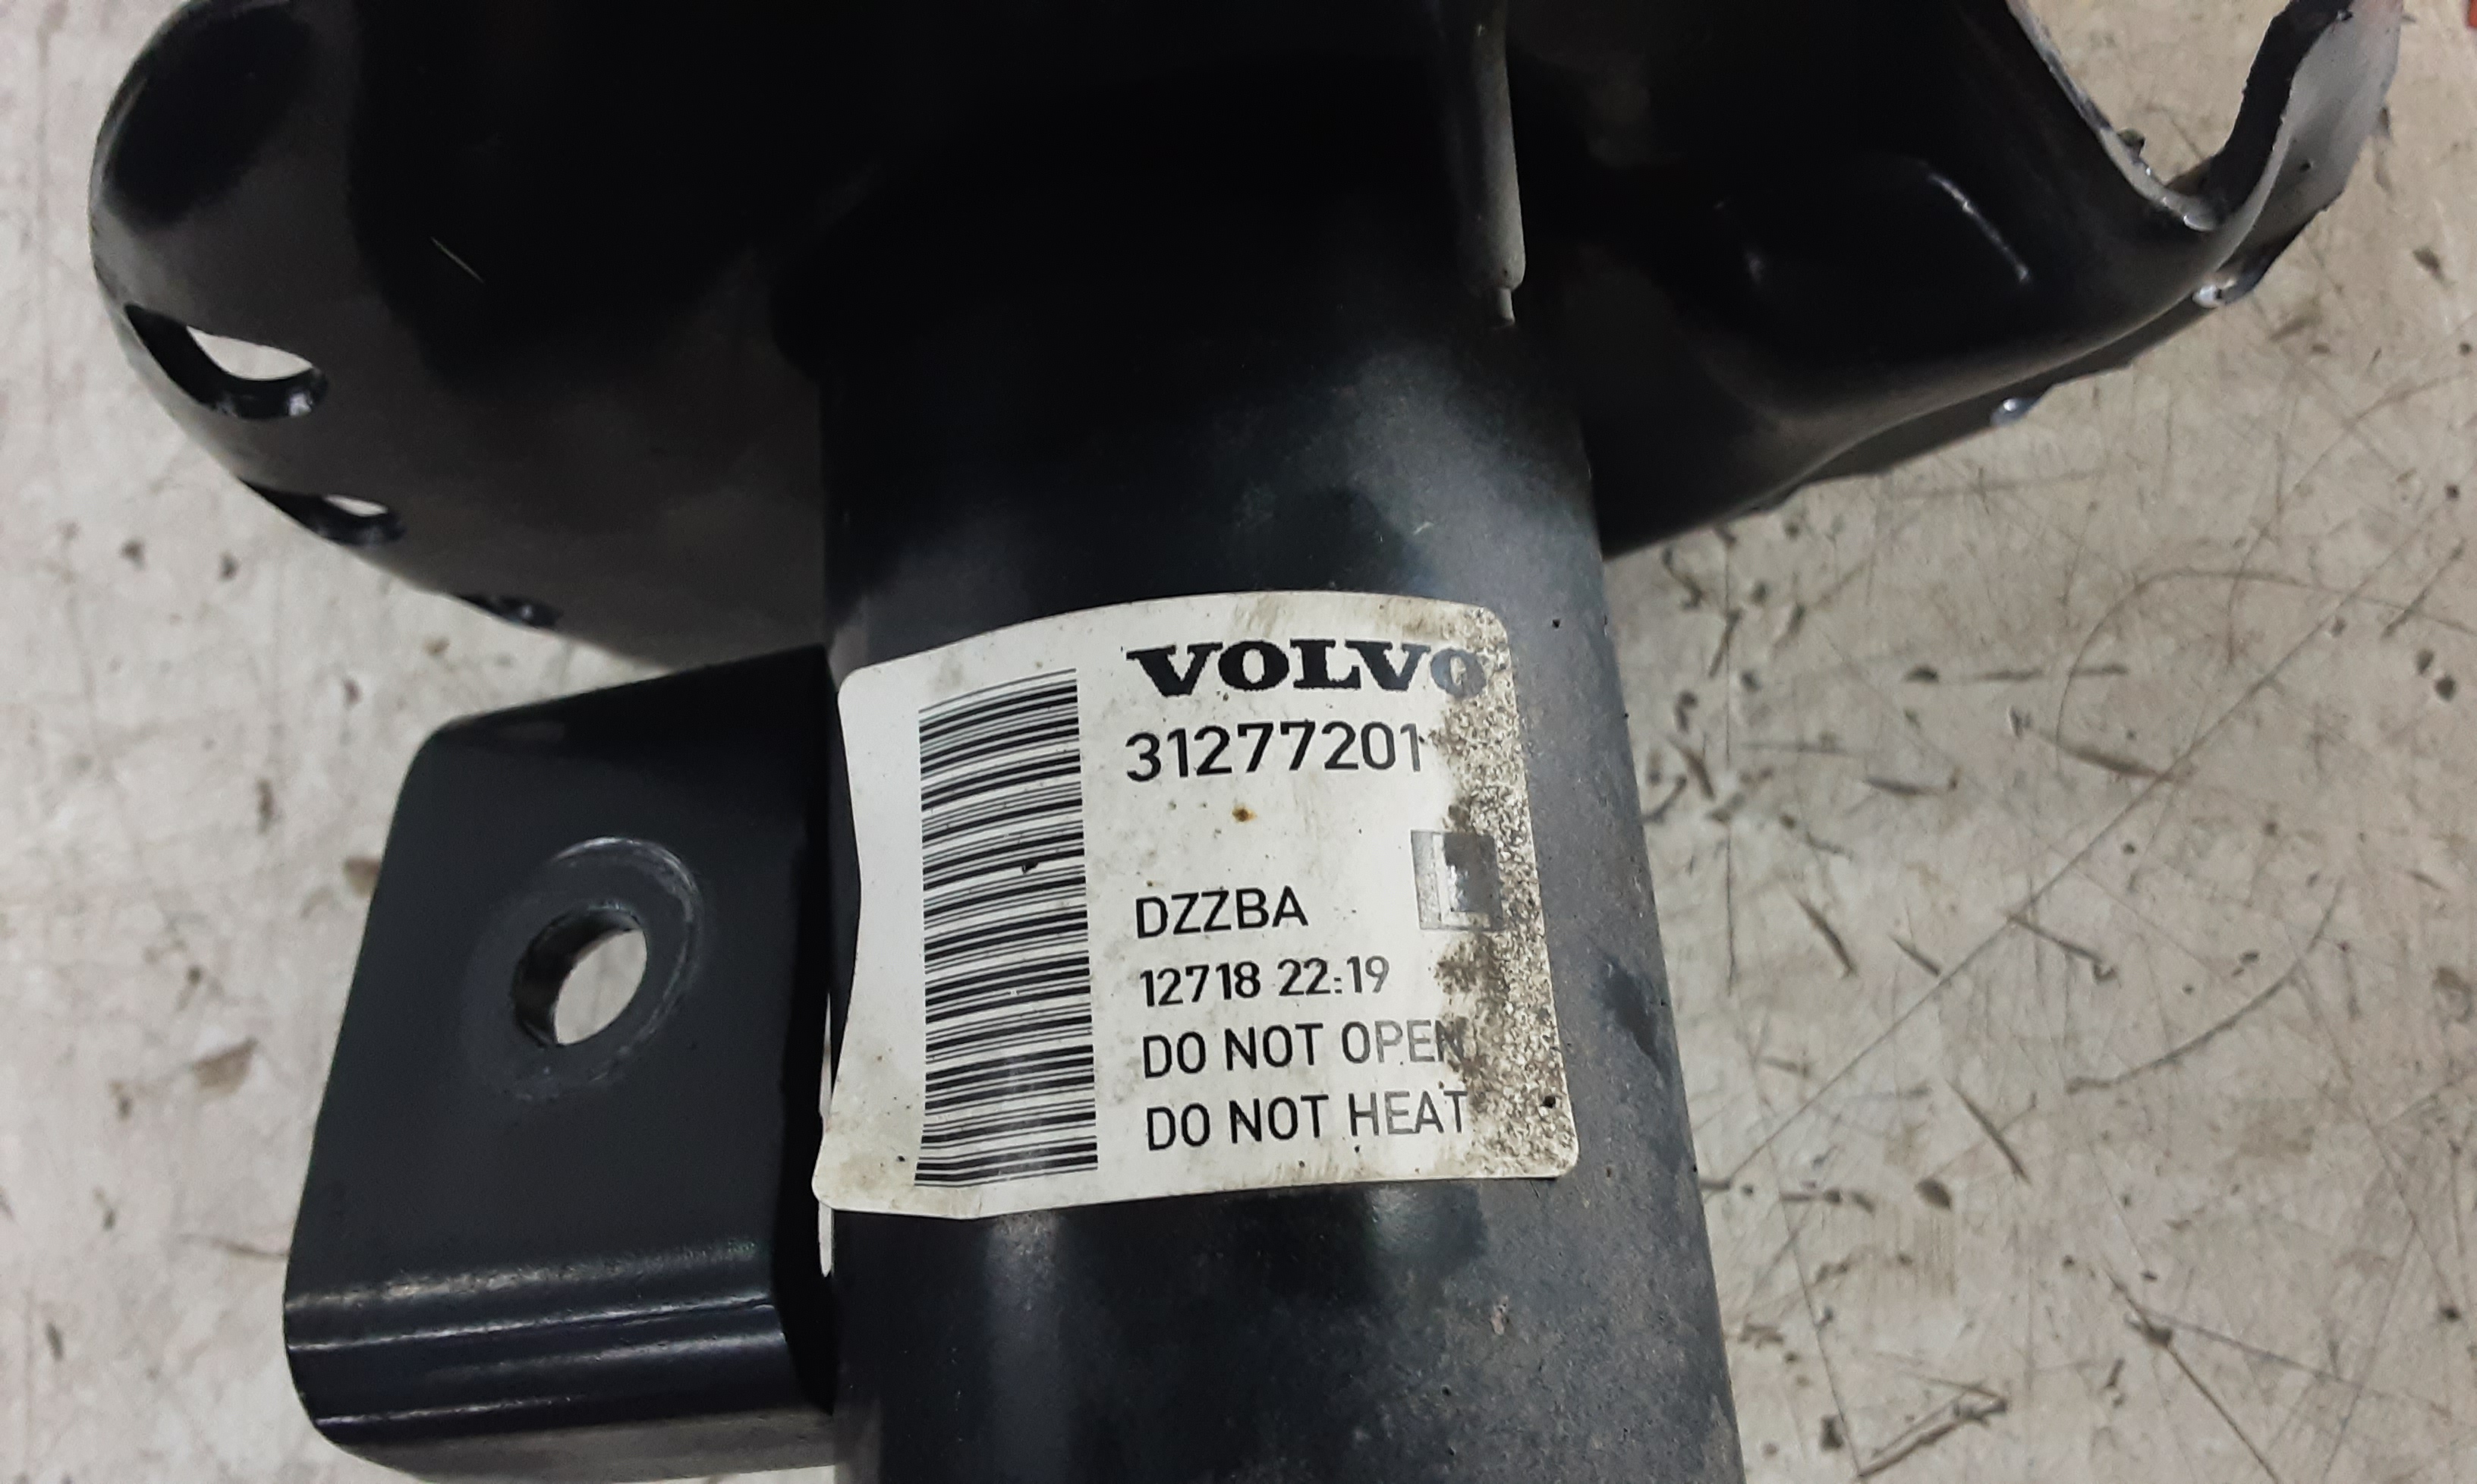 VOLVO
31277201
L
DZZBA
12718 22:19
DO NOT OPEN
DO NOT HEAT